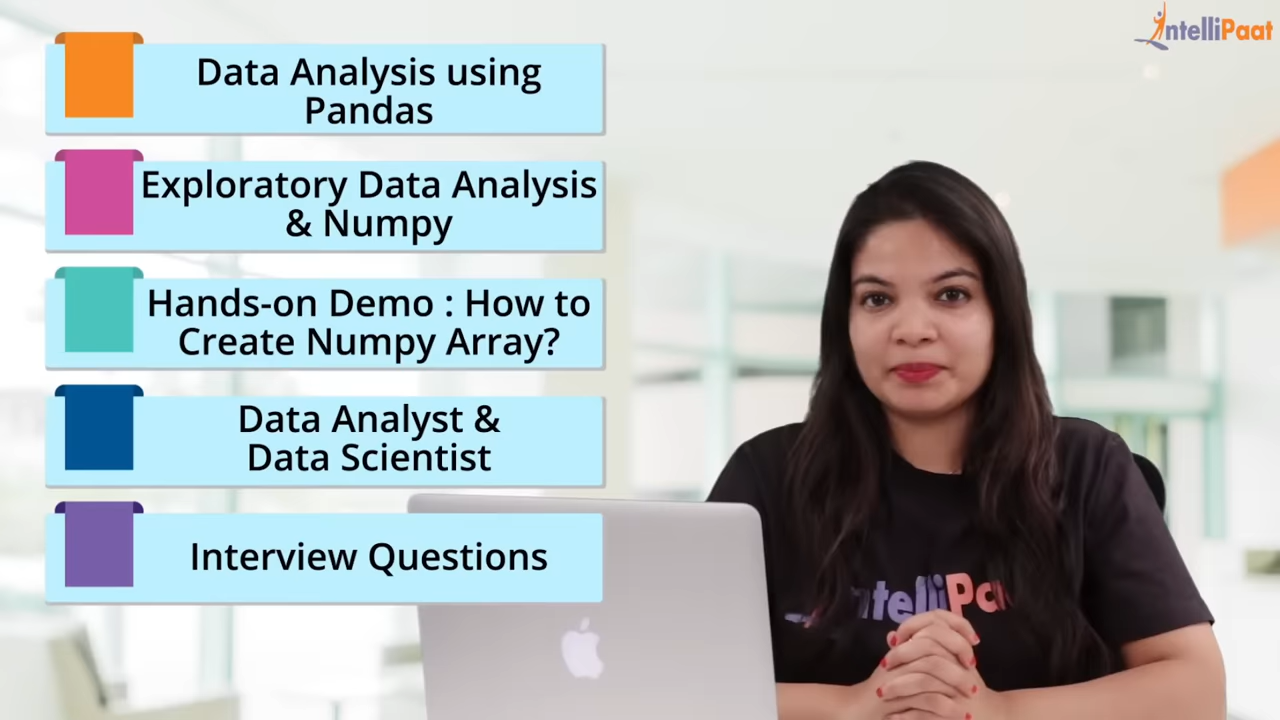 IntelliPaat
Data Analysis using
Pandas
Exploratory Data Analysis
& Numpy
Hands-on Demo : How to
Create Numpy Array?
Data Analyst &
Data Scientist
Interview Questions